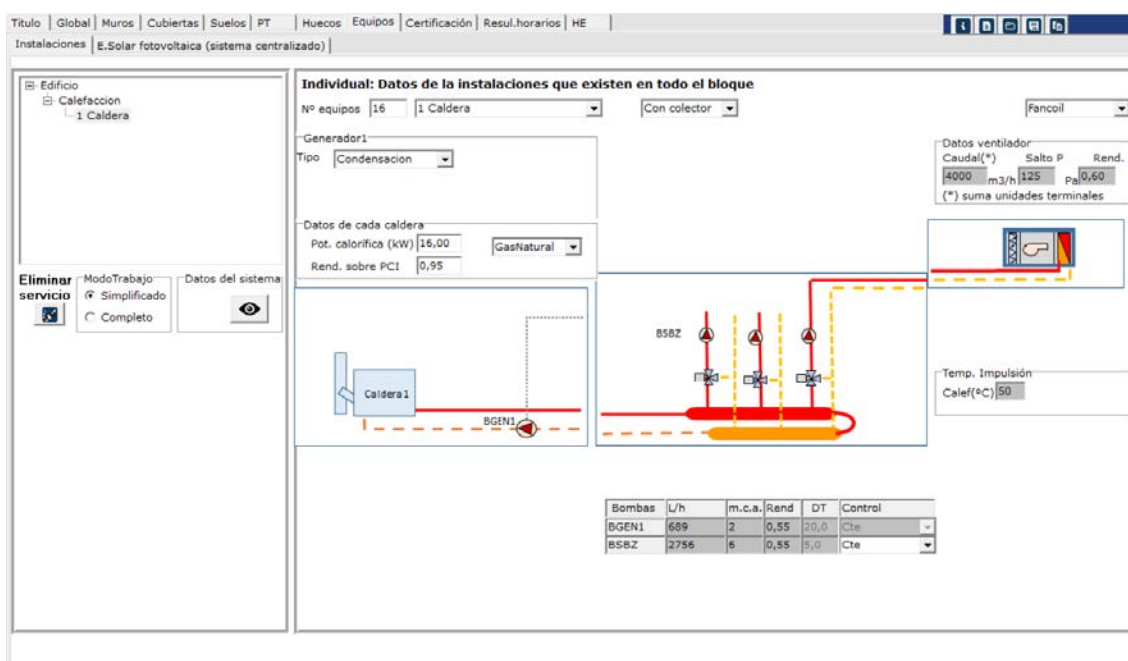 Titulo | Global | Muros | Cubiertas | Suelos | PT | Huecos | Equipos | Certificación | Resul.horarios | HE
Instalaciones | E.Solar fotovoltaica (sistema centralizado)
Edificio
Calefaccion
1 Caldera
Eliminar servicio
ModoTrabajo
Simplificado
Completo
Datos del sistema
Individual: Datos de la instalaciones que existen en todo el bloque
Nº equipos 16 1 Caldera Con colector Fancoil
Generador1
Tipo Condensacion
Datos ventilador
Caudal(*) Salto P Rend.
4000 m3/h 125 Pa 0,60
(*) suma unidades terminales
Datos de cada caldera
Pot. calorífica (kW) 16,00 GasNatural
Rend. sobre PCI 0,95
BSBZ
Caldera1
BGEN1
Temp. Impulsión
Calef(ºC) 50
Bombas L/h m.c.a. Rend DT Control
BGEN1 689 2 0,55 20,0 Cte
BSBZ 2756 6 0,55 5,0 Cte